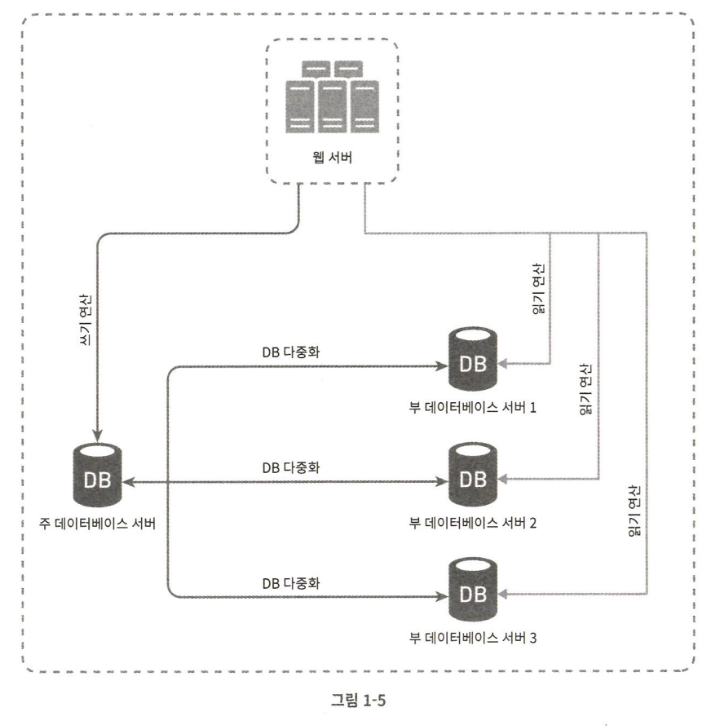 웹 서버
쓰기 연산
읽기 연산
DB 다중화
DB
부 데이터베이스 서버 1
읽기 연산
DB 다중화
DB
DB
주 데이터베이스 서버
부 데이터베이스 서버 2
읽기 연산
DB 다중화
DB
부 데이터베이스 서버 3
그림 1-5